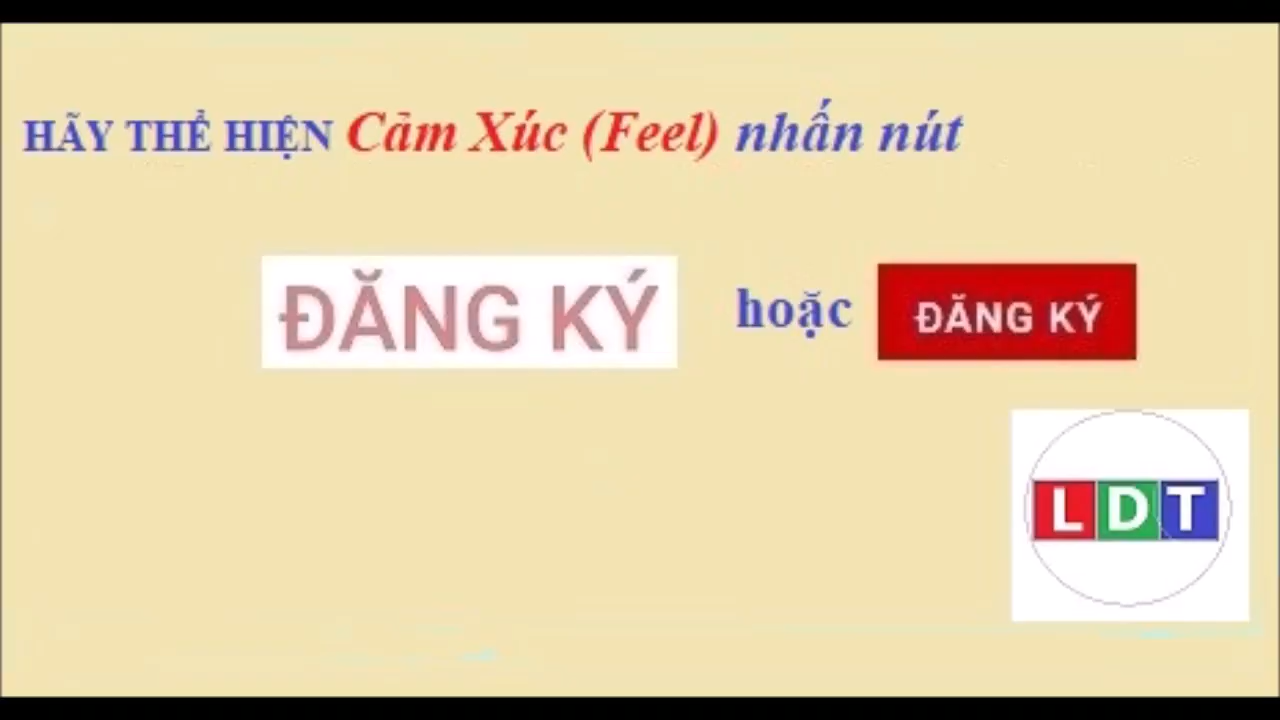 HÃY THỂ HIỆN Cảm Xúc (Feel) nhấn nút
ĐĂNG KÝ hoặc ĐĂNG KÝ
LDT